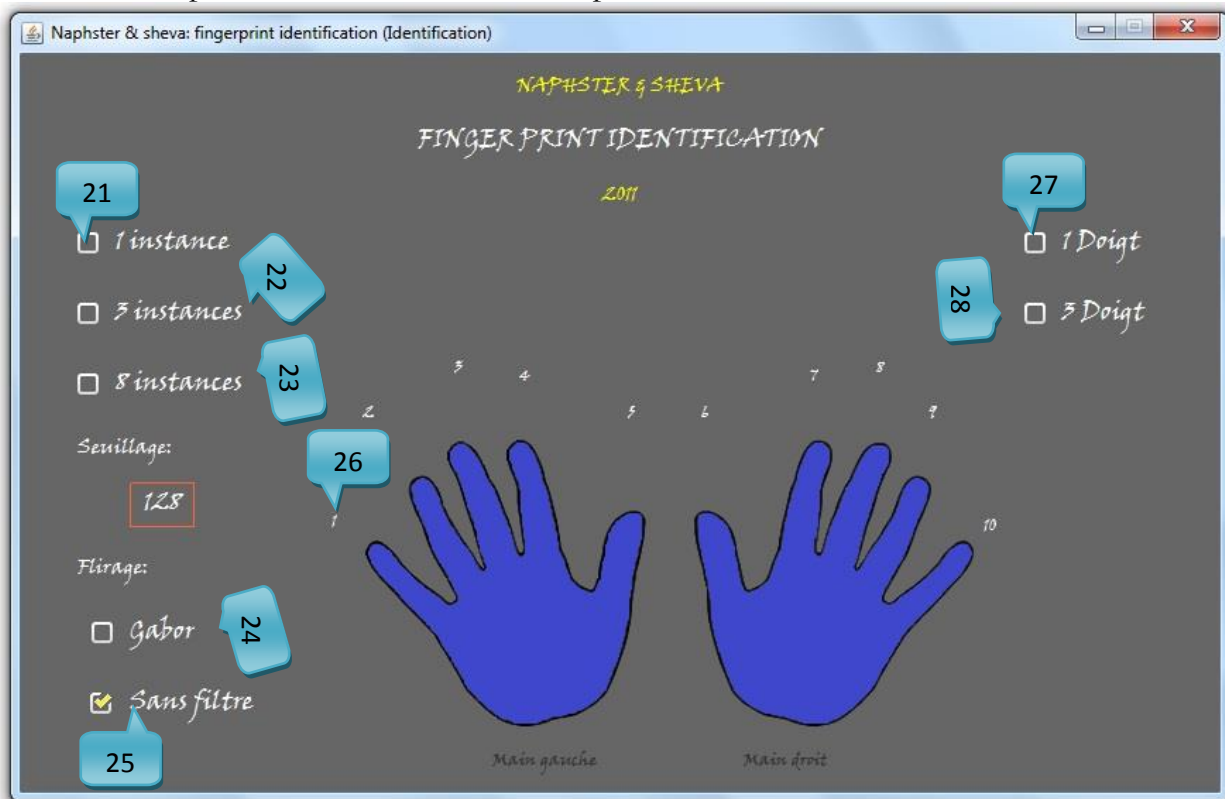 Naphster & sheva: fingerprint identification (Identification)
NAPHSTER & SHEVA
FINGER PRINT IDENTIFICATION
2011
21
1 instance
22
3 instances
23
8 instances
Seuillage:
128
Flirage:
Gabor
24
Sans filtre
25
26
1
2
3
4
5
6
7
8
9
10
Main gauche
Main droit
27
1 Doigt
28
3 Doigt